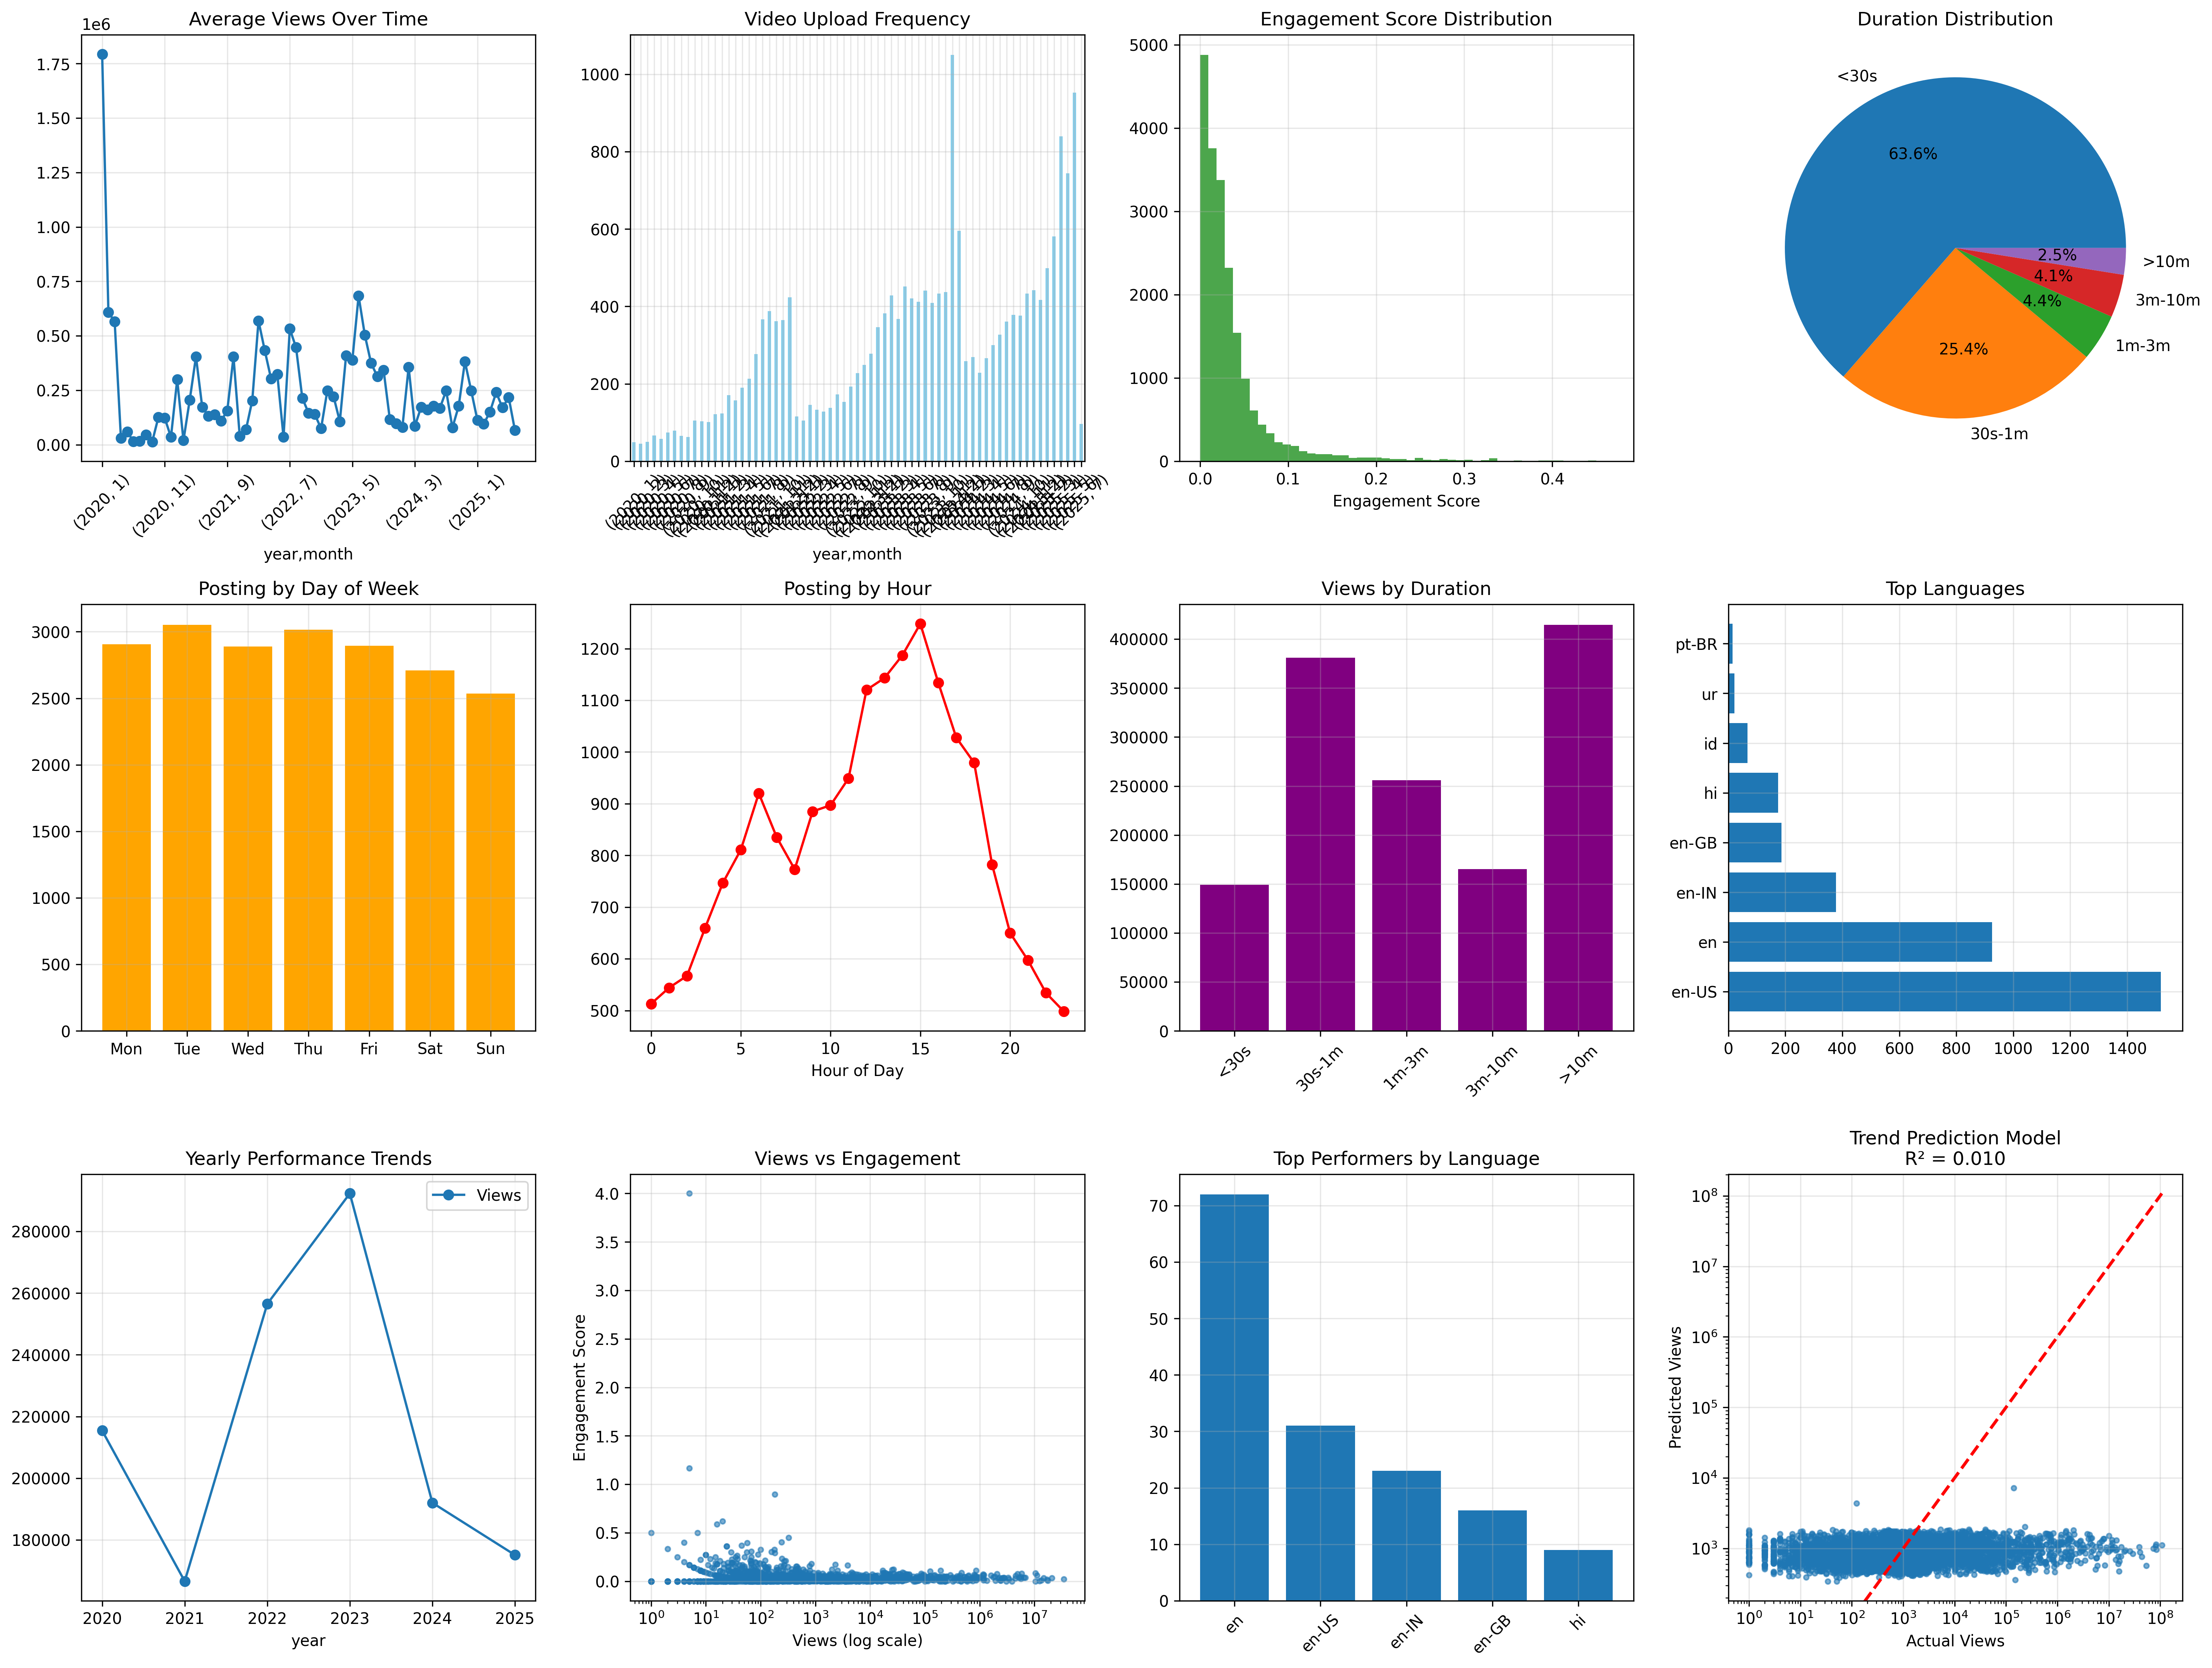 Average Views Over Time
1e6
1.75
1.50
1.25
1.00
0.75
0.50
0.25
0.00
(2020, 1)
(2020, 11)
(2021, 9)
(2022, 7)
(2023, 5)
(2024, 3)
(2025, 1)
year,month
Video Upload Frequency
1000
800
600
400
200
0
(2025, 7)
year,month
Engagement Score Distribution
5000
4000
3000
2000
1000
0
0.0 0.1 0.2 0.3 0.4
Engagement Score
Duration Distribution
<30s
63.6%
2.5%
>10m
4.1%
3m-10m
4.4%
1m-3m
25.4%
30s-1m
Posting by Day of Week
3000
2500
2000
1500
1000
500
0
Mon Tue Wed Thu Fri Sat Sun
Posting by Hour
1200
1100
1000
900
800
700
600
500
0 5 10 15 20
Hour of Day
Views by Duration
400000
350000
300000
250000
200000
150000
100000
50000
0
<30s
30s-1m
1m-3m
3m-10m
>10m
Top Languages
pt-BR
ur
id
hi
en-GB
en-IN
en
en-US
0 200 400 600 800 1000 1200 1400
Yearly Performance Trends
Views
280000
260000
240000
220000
200000
180000
2020 2021 2022 2023 2024 2025
year
Views vs Engagement
Engagement Score
4.0
3.5
3.0
2.5
2.0
1.5
1.0
0.5
0.0
10⁰ 10¹ 10² 10³ 10⁴ 10⁵ 10⁶ 10⁷
Views (log scale)
Top Performers by Language
70
60
50
40
30
20
10
0
en
en-US
en-IN
en-GB
hi
Trend Prediction Model
R² = 0.010
Predicted Views
10⁸
10⁷
10⁶
10⁵
10⁴
10³
10⁰ 10¹ 10² 10³ 10⁴ 10⁵ 10⁶ 10⁷ 10⁸
Actual Views